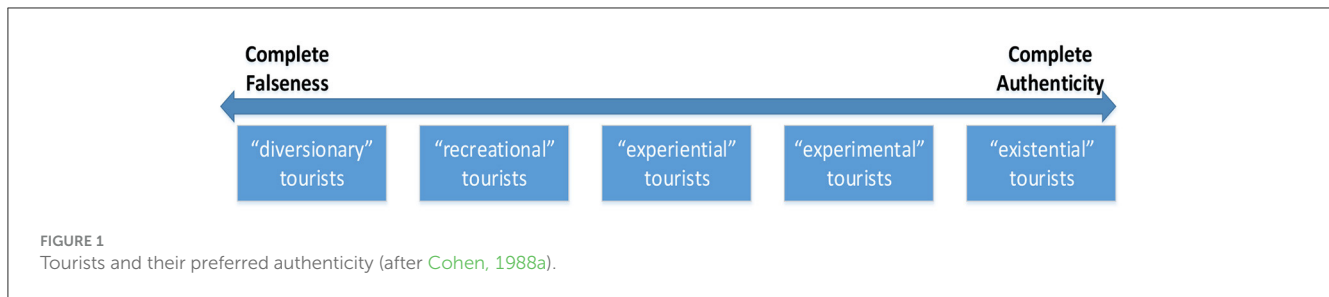 Complete Falseness
Complete Authenticity
“diversionary” tourists
“recreational” tourists
“experiential” tourists
“experimental” tourists
“existential” tourists
FIGURE 1
Tourists and their preferred authenticity (after Cohen, 1988a).